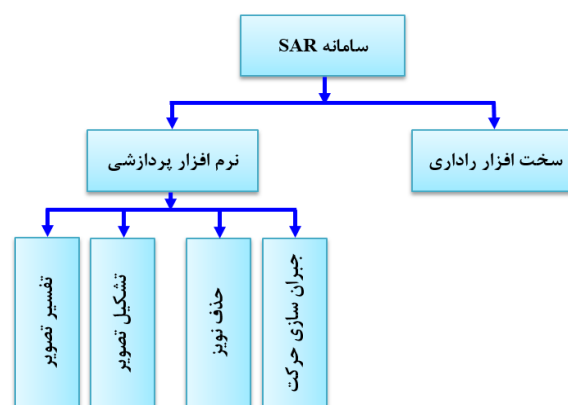 سامانه SAR
سخت افزار راداری
نرم افزار پردازشی
جبران سازی حرکت
حذف نویز
تشکیل تصویر
تفسیر تصویر